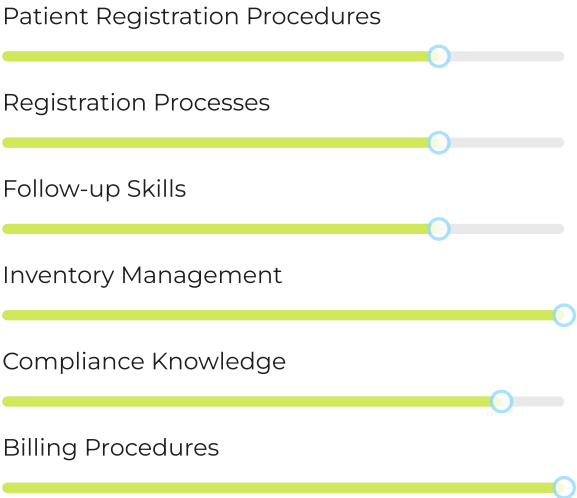 Patient Registration Procedures
Registration Processes
Follow-up Skills
Inventory Management
Compliance Knowledge
Billing Procedures